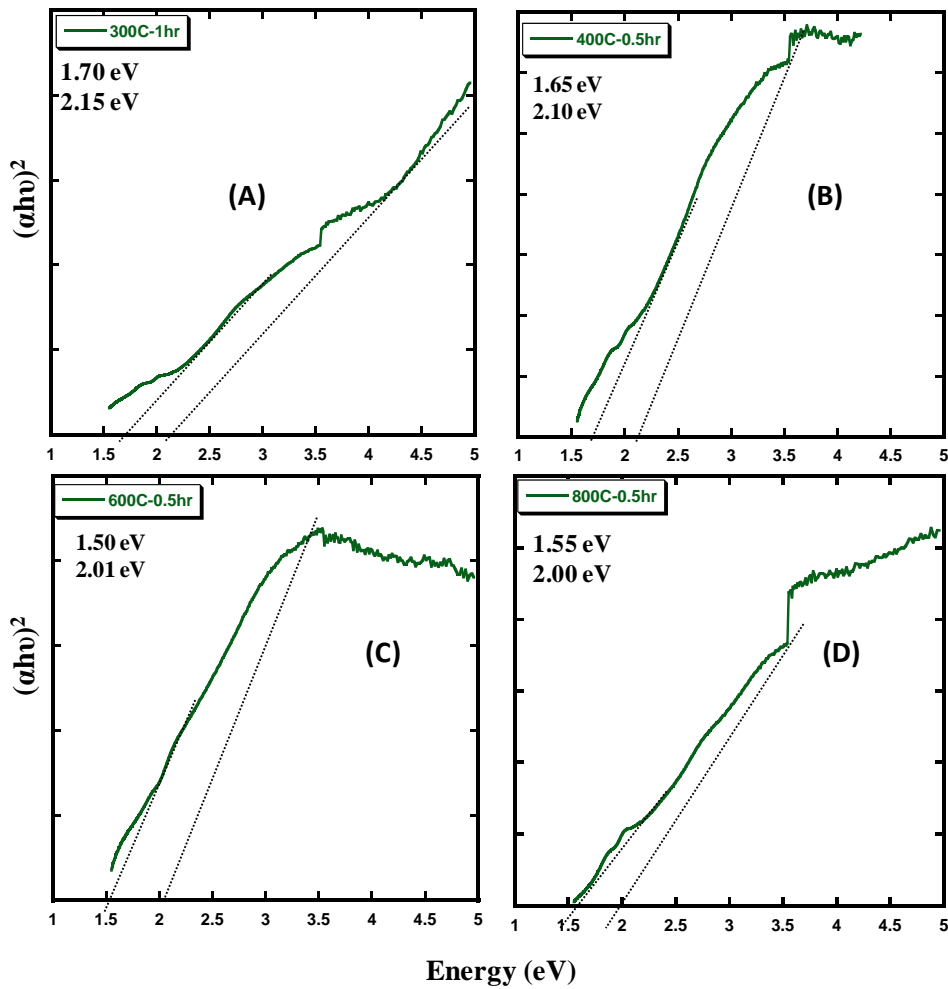 300C-1hr
1.70 eV
2.15 eV
(A)
(αhυ)²
1 1.5 2 2.5 3 3.5 4 4.5 5
400C-0.5hr
1.65 eV
2.10 eV
(B)
1 1.5 2 2.5 3 3.5 4 4.5 5
600C-0.5hr
1.50 eV
2.01 eV
(C)
(αhυ)²
1 1.5 2 2.5 3 3.5 4 4.5 5
800C-0.5hr
1.55 eV
2.00 eV
(D)
1 1.5 2 2.5 3 3.5 4 4.5 5
Energy (eV)